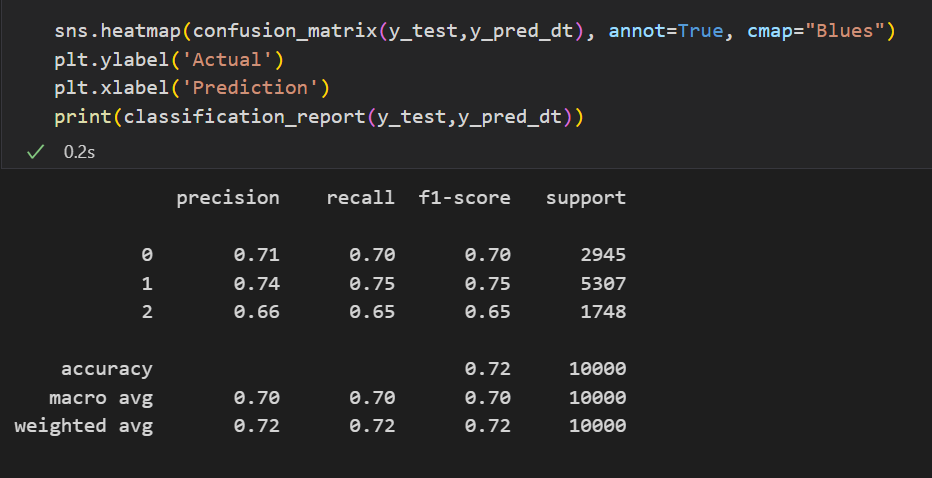 sns.heatmap(confusion_matrix(y_test,y_pred_dt), annot=True, cmap="Blues")
plt.ylabel('Actual')
plt.xlabel('Prediction')
print(classification_report(y_test,y_pred_dt))
0.2s
precision recall f1-score support
0 0.71 0.70 0.70 2945
1 0.74 0.75 0.75 5307
2 0.66 0.65 0.65 1748
accuracy 0.72 10000
macro avg 0.70 0.70 0.70 10000
weighted avg 0.72 0.72 0.72 10000